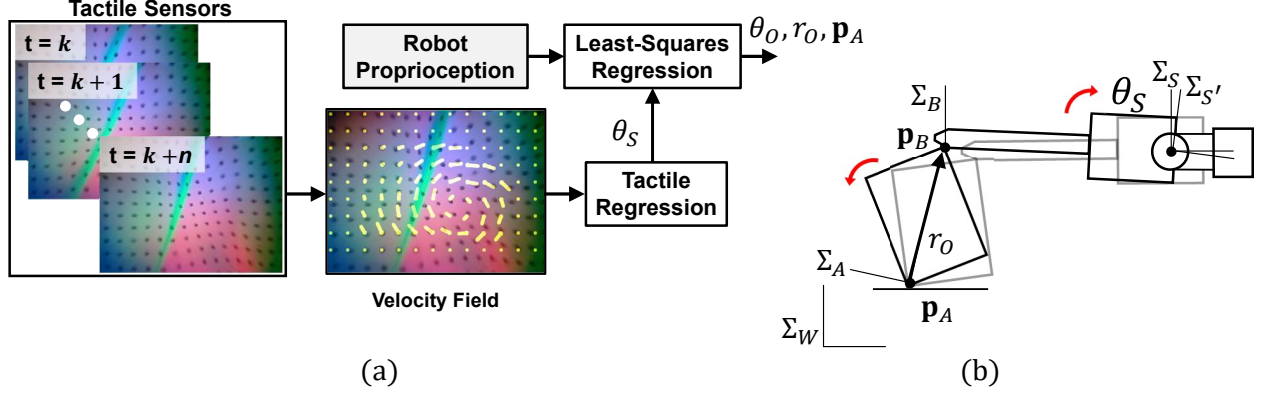 Tactile Sensors
t = k
t = k + 1
t = k + n
Velocity Field
Robot
Proprioception
Least-Squares
Regression
θ_O, r_O, p_A
θ_S
Tactile
Regression
(a)
Σ_B
p_B
θ_S
Σ_S
Σ_S'
r_O
Σ_A
p_A
Σ_W
(b)